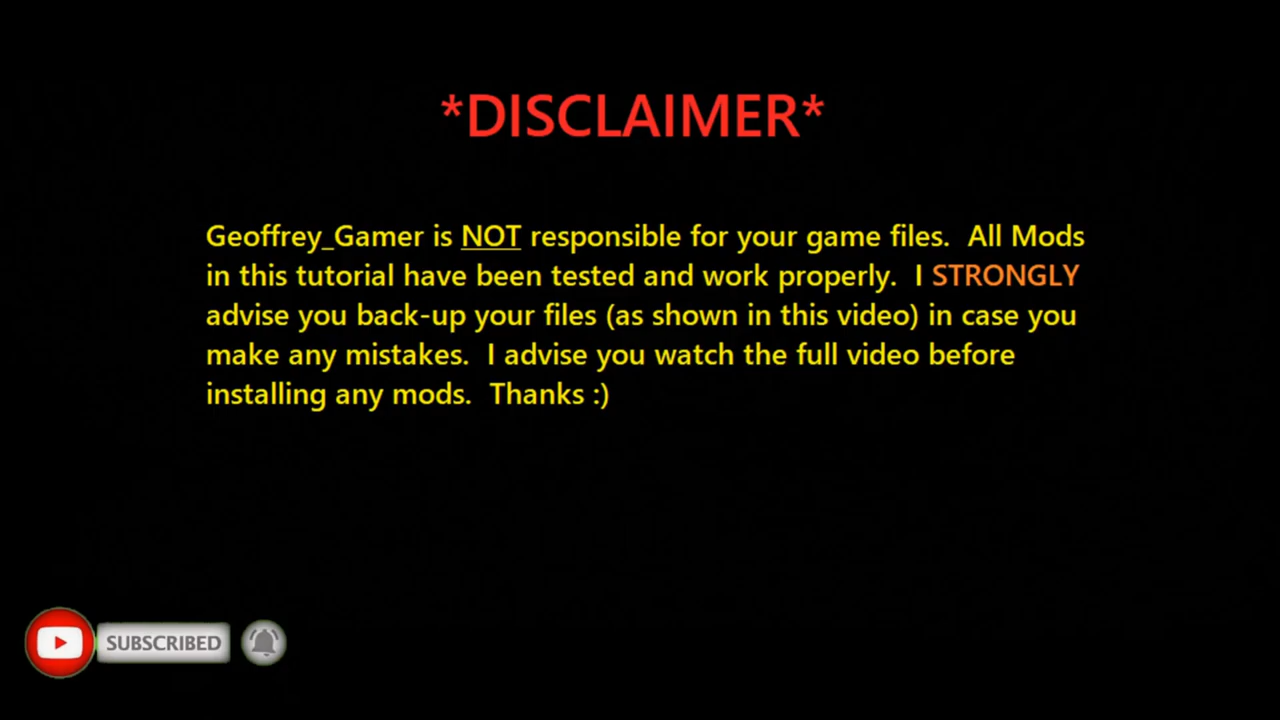 *DISCLAIMER*
Geoffrey_Gamer is NOT responsible for your game files.  All Mods
in this tutorial have been tested and work properly.  I STRONGLY
advise you back-up your files (as shown in this video) in case you
make any mistakes.  I advise you watch the full video before
installing any mods.  Thanks :)
SUBSCRIBED